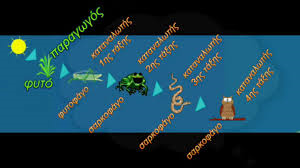 παραγωγός
φυτό
καταναλωτής
1ης τάξης
φυτοφάγο
καταναλωτής
2ης τάξης
σαρκοφάγο
καταναλωτής
3ης τάξης
σαρκοφάγο
καταναλωτής
4ης τάξης
σαρκοφάγο